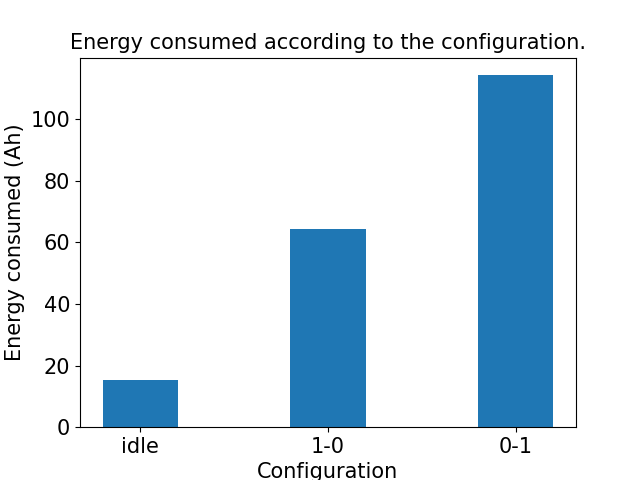 Energy consumed according to the configuration.
Energy consumed (Ah)
100
80
60
40
20
0
idle
1-0
0-1
Configuration